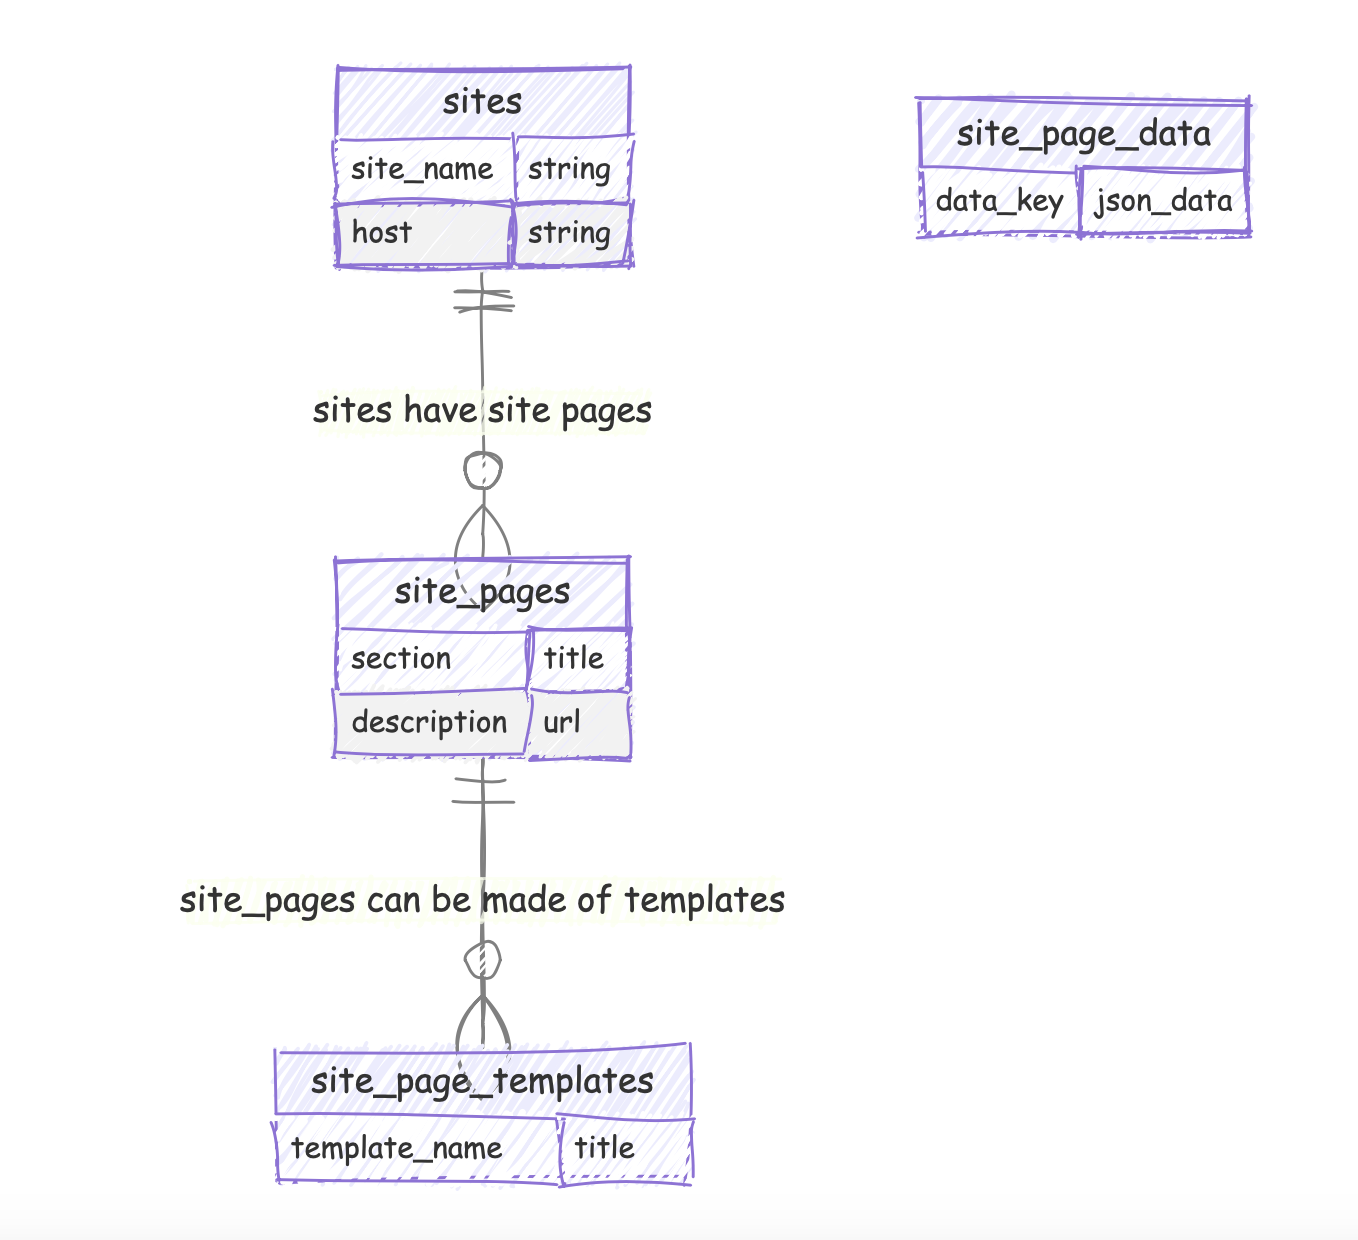 sites
site_name string
host string
site_page_data
data_key json_data
sites have site pages
site_pages
section title
description url
site_pages can be made of templates
site_page_templates
template_name title